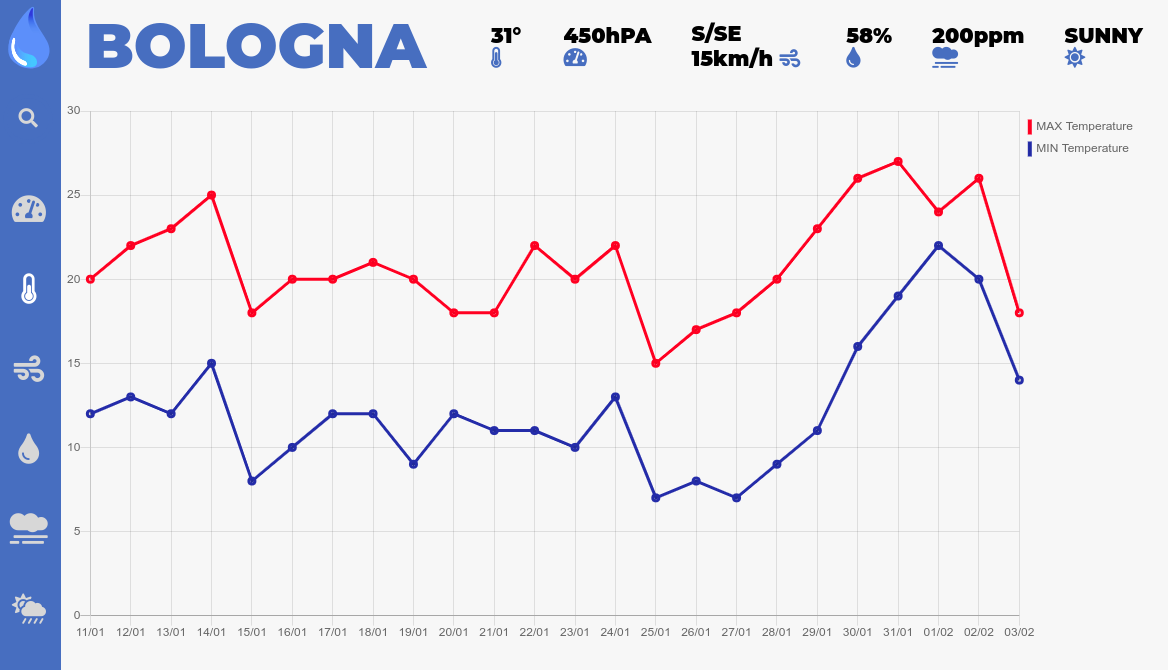 BOLOGNA
31°
450hPA
S/SE
15km/h
58%
200ppm
SUNNY
30
25
20
15
10
5
0
11/01 12/01 13/01 14/01 15/01 16/01 17/01 18/01 19/01 20/01 21/01 22/01 23/01 24/01 25/01 26/01 27/01 28/01 29/01 30/01 31/01 01/02 02/02 03/02
MAX Temperature
MIN Temperature